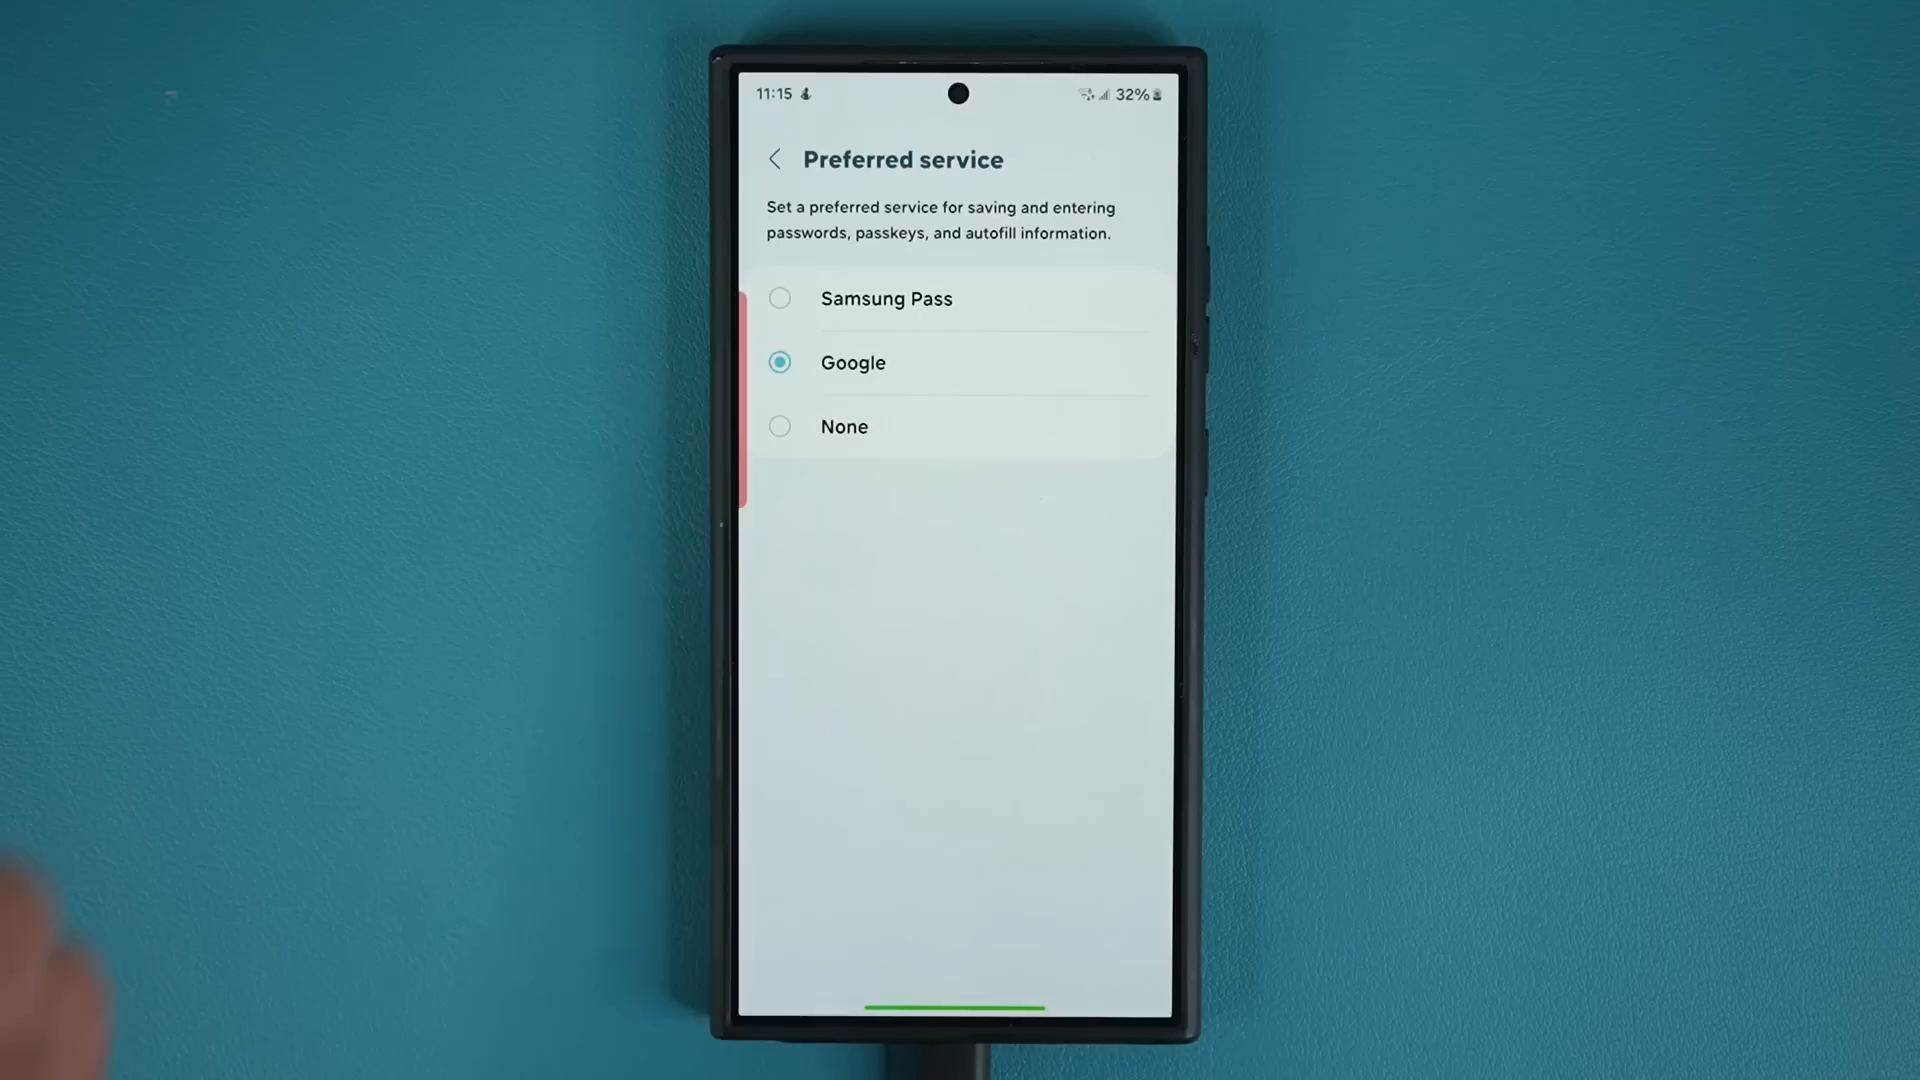 11:15 32%
Preferred service
Set a preferred service for saving and entering
passwords, passkeys, and autofill information.
Samsung Pass
Google
None